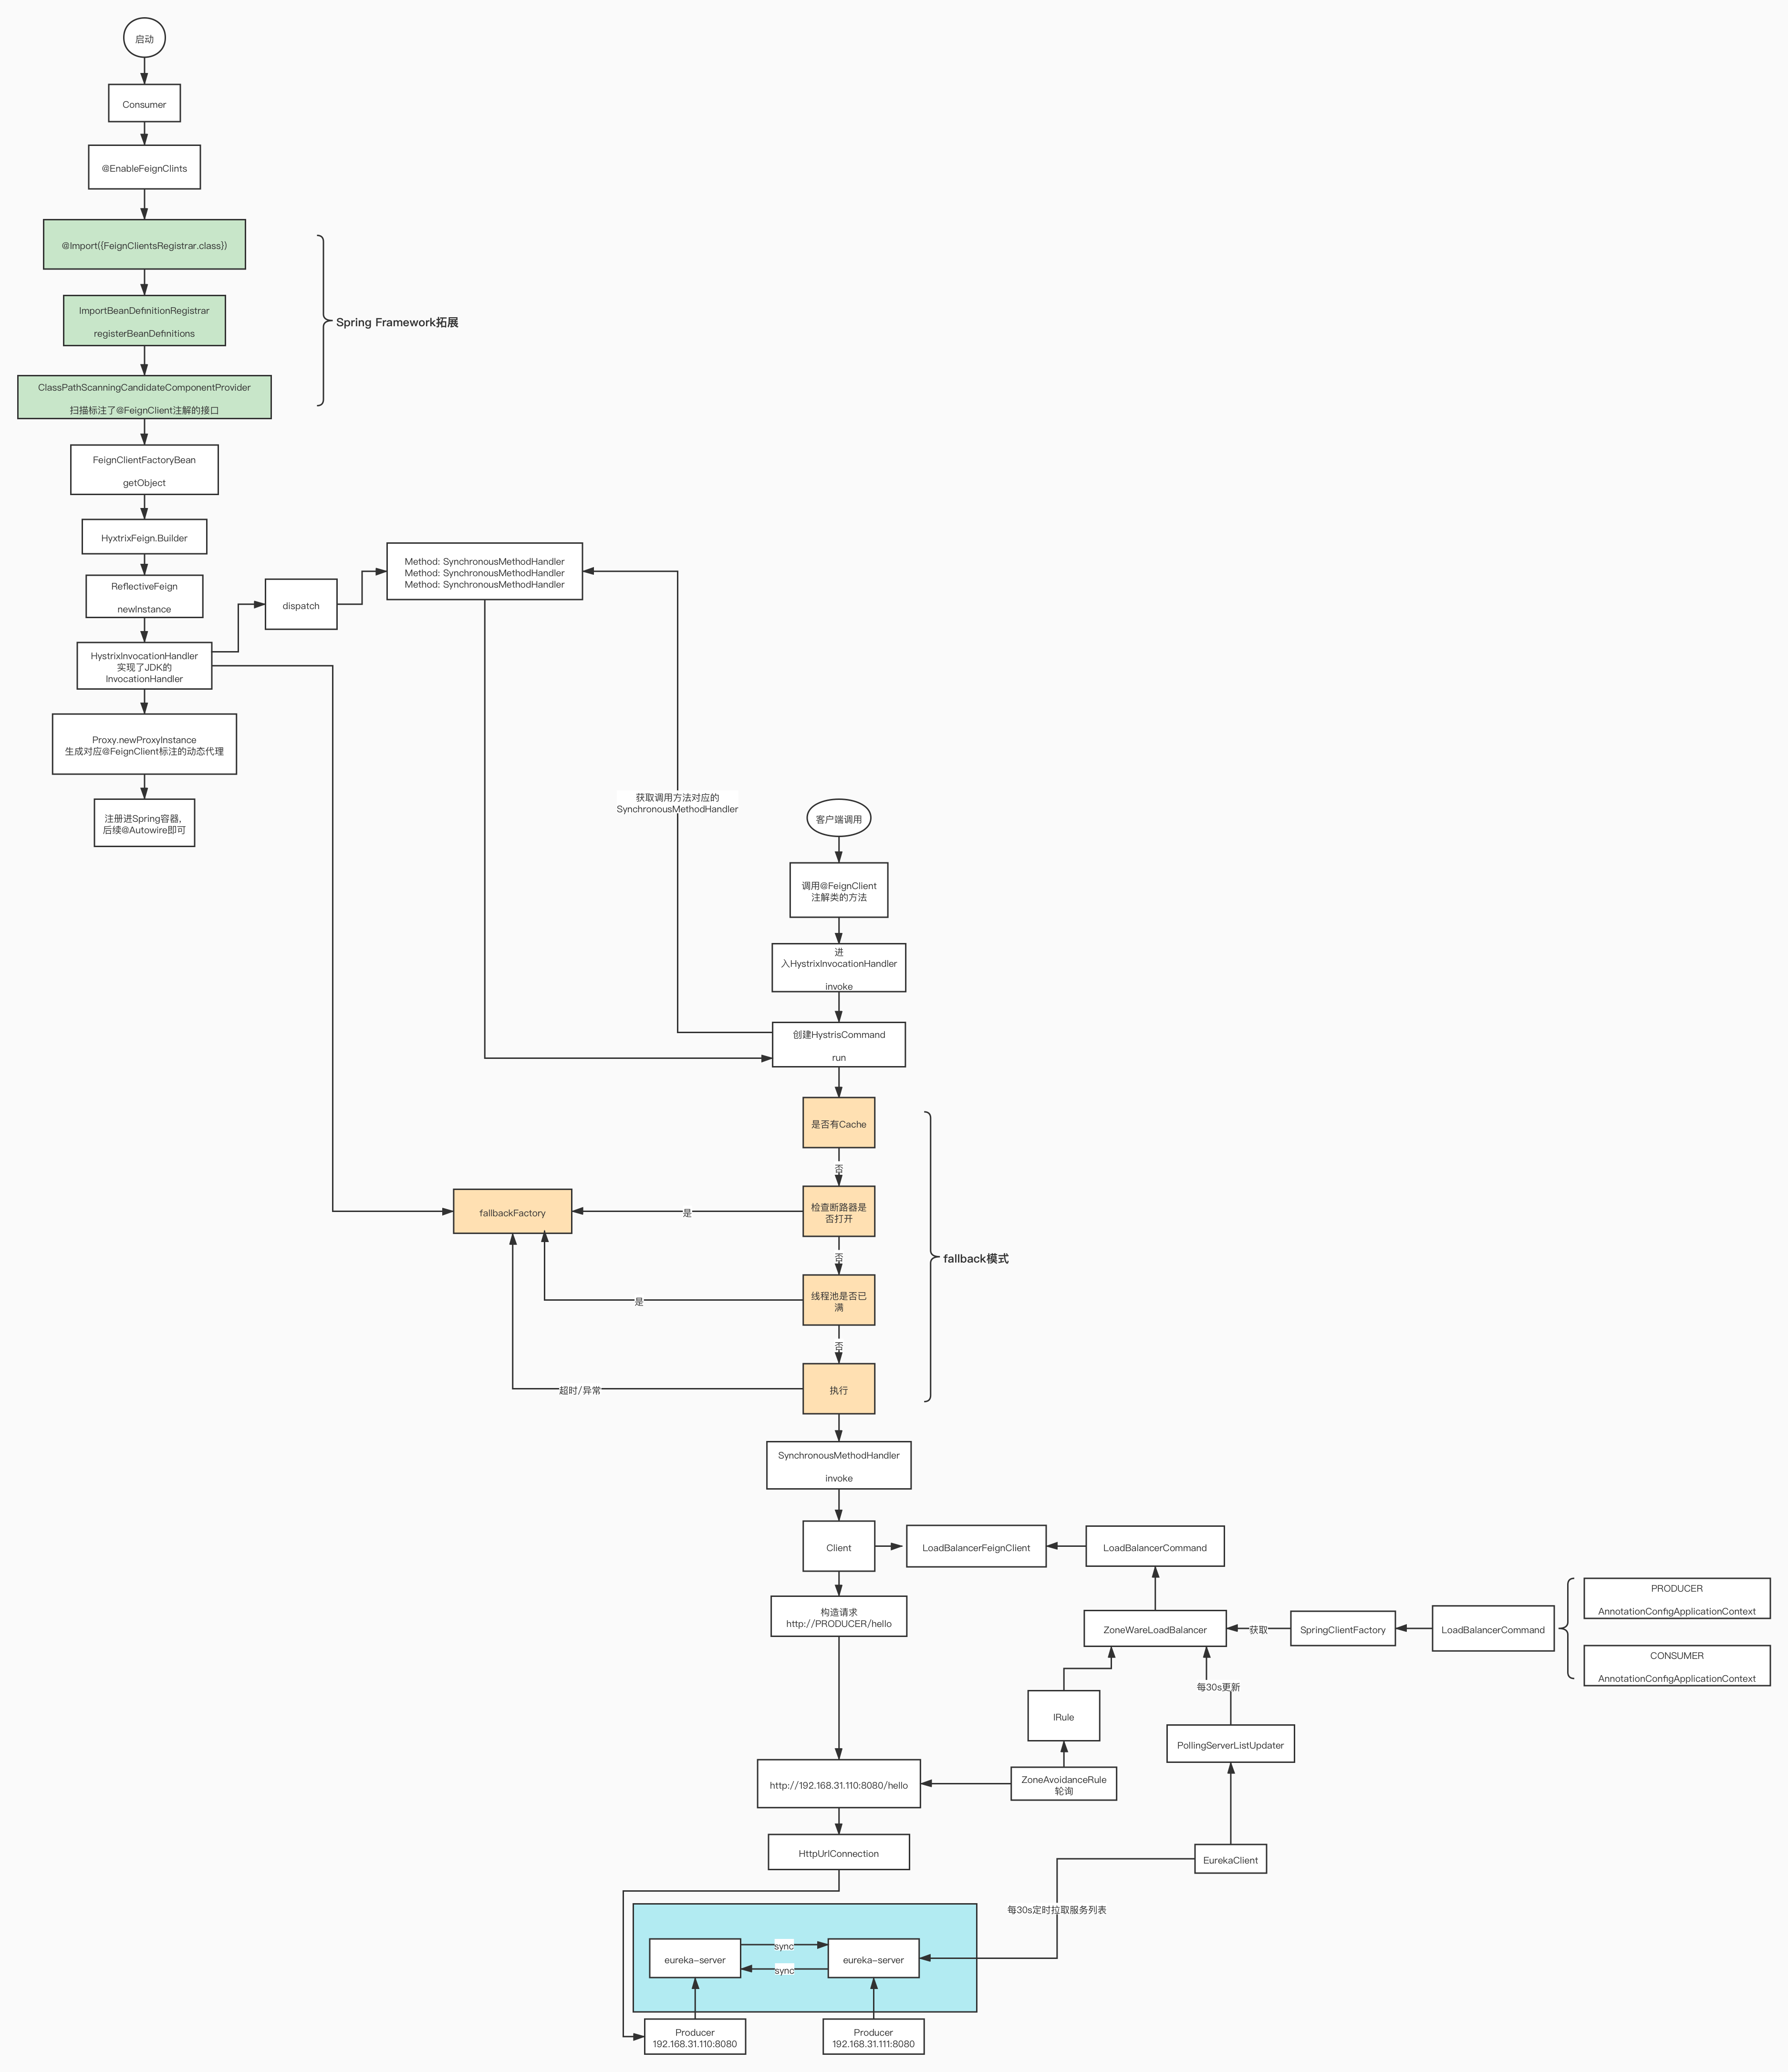 启动
Consumer
@EnableFeignClints
@Import({FeignClientsRegistrar.class})
ImportBeanDefinitionRegistrar
registerBeanDefinitions
Spring Framework拓展
ClassPathScanningCandidateComponentProvider
扫描标注了@FeignClient注解的接口
FeignClientFactoryBean
getObject
HyxtrixFeign.Builder
ReflectiveFeign
newInstance
dispatch
Method: SynchronousMethodHandler
Method: SynchronousMethodHandler
Method: SynchronousMethodHandler
HystrixInvocationHandler
实现了JDK的
InvocationHandler
Proxy.newProxyInstance
生成对应@FeignClient标注的动态代理
注册进Spring容器,
后续@Autowire即可
获取调用方法对应的
SynchronousMethodHandler
客户端调用
调用@FeignClient
注解类的方法
进
入HystrixInvocationHandler
invoke
创建HystrisCommand
run
是否有Cache
否
fallbackFactory
是
检查断路器是
否打开
否
fallback模式
是
线程池是否已
满
否
超时/异常
执行
SynchronousMethodHandler
invoke
Client
LoadBalancerFeignClient
LoadBalancerCommand
构造请求
http://PRODUCER/hello
ZoneWareLoadBalancer
获取
SpringClientFactory
LoadBalancerCommand
PRODUCER
AnnotationConfigApplicationContext
CONSUMER
AnnotationConfigApplicationContext
每30s更新
IRule
PollingServerListUpdater
http://192.168.31.110:8080/hello
ZoneAvoidanceRule
轮询
HttpUrlConnection
EurekaClient
每30s定时拉取服务列表
eureka-server
sync
sync
eureka-server
Producer
192.168.31.110:8080
Producer
192.168.31.111:8080